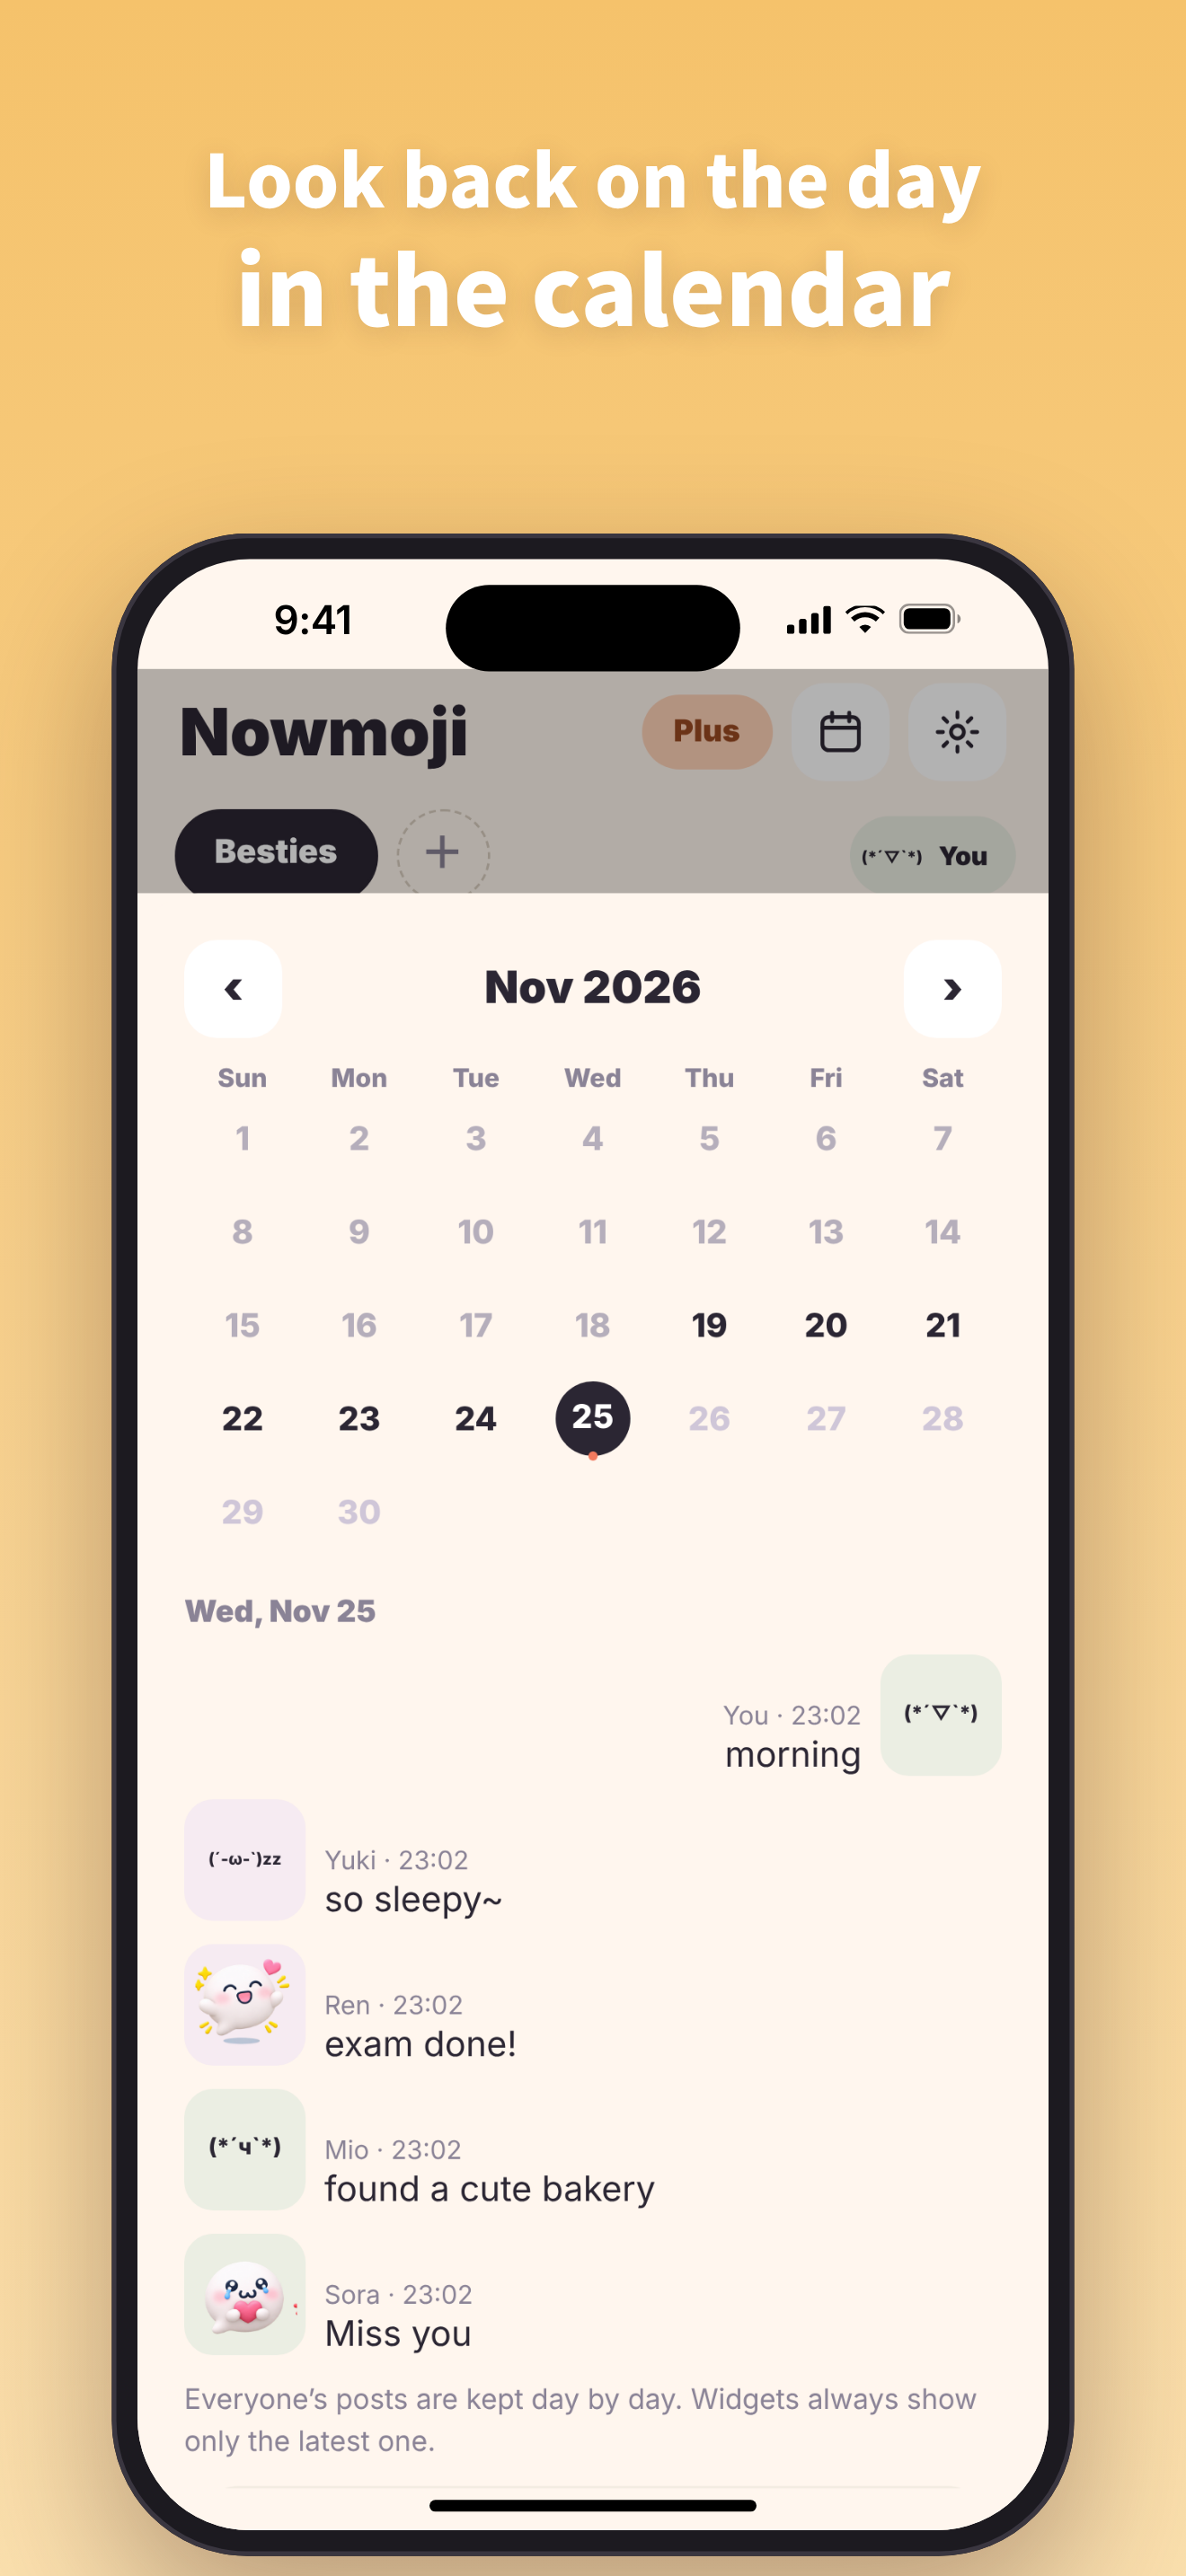 Look back on the day
in the calendar
9:41
Nowmoji
Plus
Besties
+
(*´▽`*) You
‹ Nov 2026 ›
Sun Mon Tue Wed Thu Fri Sat
1 2 3 4 5 6 7
8 9 10 11 12 13 14
15 16 17 18 19 20 21
22 23 24 25 26 27 28
29 30
Wed, Nov 25
You · 23:02
morning
(*´▽`*)
(´-ω-`)zz
Yuki · 23:02
so sleepy~
Ren · 23:02
exam done!
(*´ч`*)
Mio · 23:02
found a cute bakery
Sora · 23:02
Miss you
Everyone’s posts are kept day by day. Widgets always show
only the latest one.